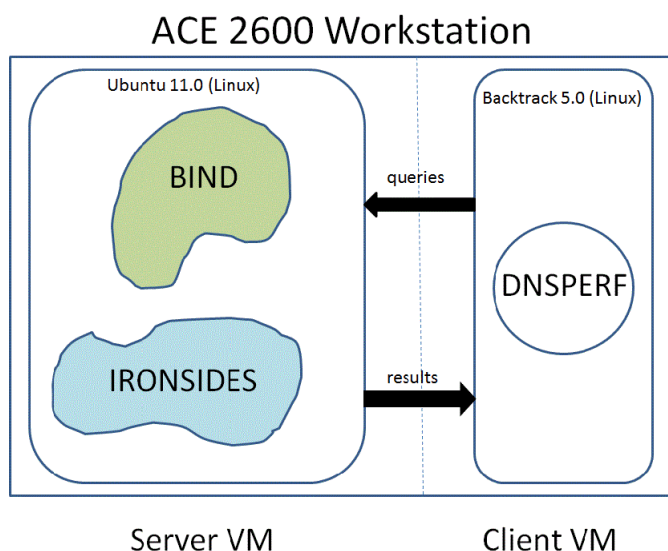 ACE 2600 Workstation
Ubuntu 11.0 (Linux)
BIND
IRONSIDES
queries
results
Backtrack 5.0 (Linux)
DNSPERF
Server VM
Client VM